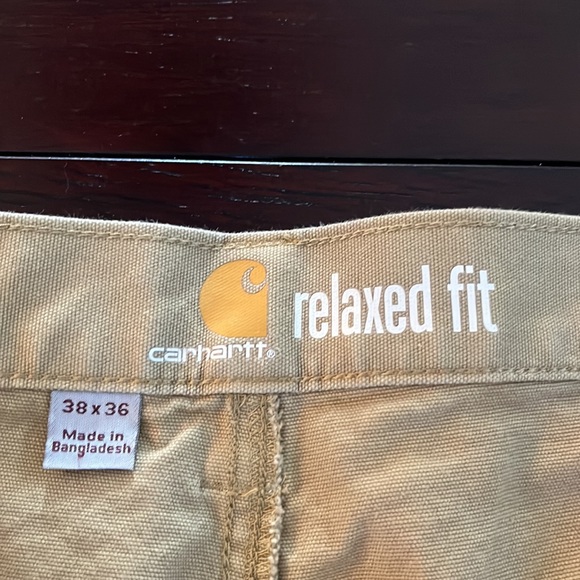 carhartt®
relaxed fit
38 x 36
Made in
Bangladesh